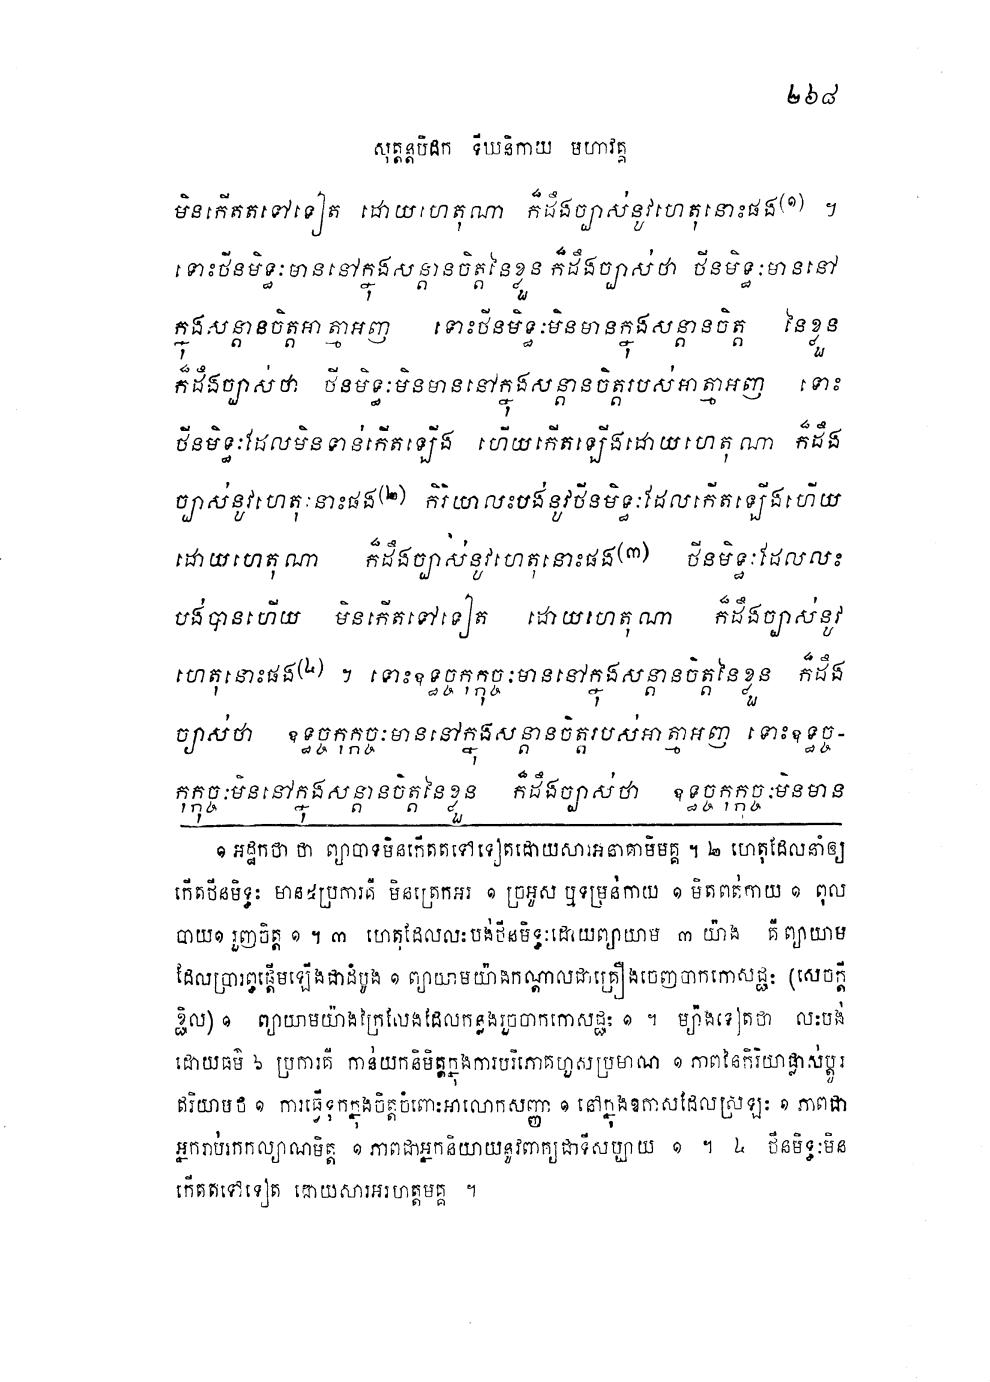 ២៦៨
សុត្តន្តបិដក ទីឃនិកាយ មហាវគ្គ
មិនកើតតទៅទៀត ដោយហេតុណា ក៏ដឹងច្បាស់នូវហេតុនោះផង(១) ។
ទោះថីនមិទ្ធៈមាននៅក្នុងសន្តានចិត្តនៃខ្លួន ក៏ដឹងច្បាស់ថា ថីនមិទ្ធៈមាននៅ
ក្នុងសន្តានចិត្តអាត្មាអញ ទោះថីនមិទ្ធៈមិនមានក្នុងសន្តានចិត្ត នៃខ្លួន
ក៏ដឹងច្បាស់ថា ថីនមិទ្ធៈមិនមាននៅក្នុងសន្តានចិត្តរបស់អាត្មាអញ ទោះ
ថីនមិទ្ធៈដែលមិនទាន់កើតឡើង ហើយកើតឡើងដោយហេតុណា ក៏ដឹង
ច្បាស់នូវហេតុនោះផង(២) កិរិយាលះបង់នូវថីនមិទ្ធៈដែលកើតឡើងហើយ
ដោយហេតុណា ក៏ដឹងច្បាស់នូវហេតុនោះផង(៣) ថីនមិទ្ធៈដែលលះ
បង់បានហើយ មិនកើតទៅទៀត ដោយហេតុណា ក៏ដឹងច្បាស់នូវ
ហេតុនោះផង(៤) ។ ទោះឧទ្ធច្ចកុក្កុច្ចៈមាននៅក្នុងសន្តានចិត្តនៃខ្លួន ក៏ដឹង
ច្បាស់ថា ឧទ្ធច្ចកុក្កុច្ចៈមាននៅក្នុងសន្តានចិត្តរបស់អាត្មាអញ ទោះឧទ្ធច្ច-
កុក្កុច្ចៈមិននៅក្នុងសន្តានចិត្តនៃខ្លួន ក៏ដឹងច្បាស់ថា ឧទ្ធច្ចកុក្កុច្ចៈមិនមាន
១ អដ្ឋកថា ថា ព្យាបាទមិនកើតតទៅទៀតដោយសារអនាគាមិមគ្គ ។ ២ ហេតុដែលនាំឲ្យ
កើតថីនមិទ្ធៈ មាន៥ប្រការគឺ មិនត្រេកអរ ១ ច្រអូស ឬទម្រន់កាយ ១ មិតពត់កាយ ១ ពុល
បាយ១ រួញចិត្ត ១ ។ ៣ ហេតុដែលលះបង់ថីនមិទ្ធៈដោយព្យាយាម ៣ យ៉ាង គឺ ព្យាយាម
ដែលប្រារព្ធផ្តើមឡើងជាដំបូង ១ ព្យាយាមយ៉ាងកណ្តាលជាគ្រឿងចេញចាកកោសជ្ជៈ (សេចក្តី
ខ្ជិល) ១ ព្យាយាមយ៉ាងក្រៃលែងដែលកន្លងរួចចាកកោសជ្ជៈ ១ ។ ម្យ៉ាងទៀតថា លះបង់
ដោយធម៌ ៦ ប្រការគឺ កាន់យកនិមិត្តក្នុងការបរិភោគហួសប្រមាណ ១ ភាពនៃកិរិយាផ្លាស់ប្តូរ
ឥរិយាបថ ១ ការធ្វើទុកក្នុងចិត្តចំពោះអាលោកសញ្ញា ១ នៅក្នុងឱកាសដែលស្រឡះ ១ ភាពជា
អ្នករាប់រកកល្យាណមិត្ត ១ ភាពជាអ្នកនិយាយនូវពាក្យជាទីសប្បាយ ១ ។ ៤ ថីនមិទ្ធៈមិន
កើតតទៅទៀត ដោយសារអរហត្តមគ្គ ។